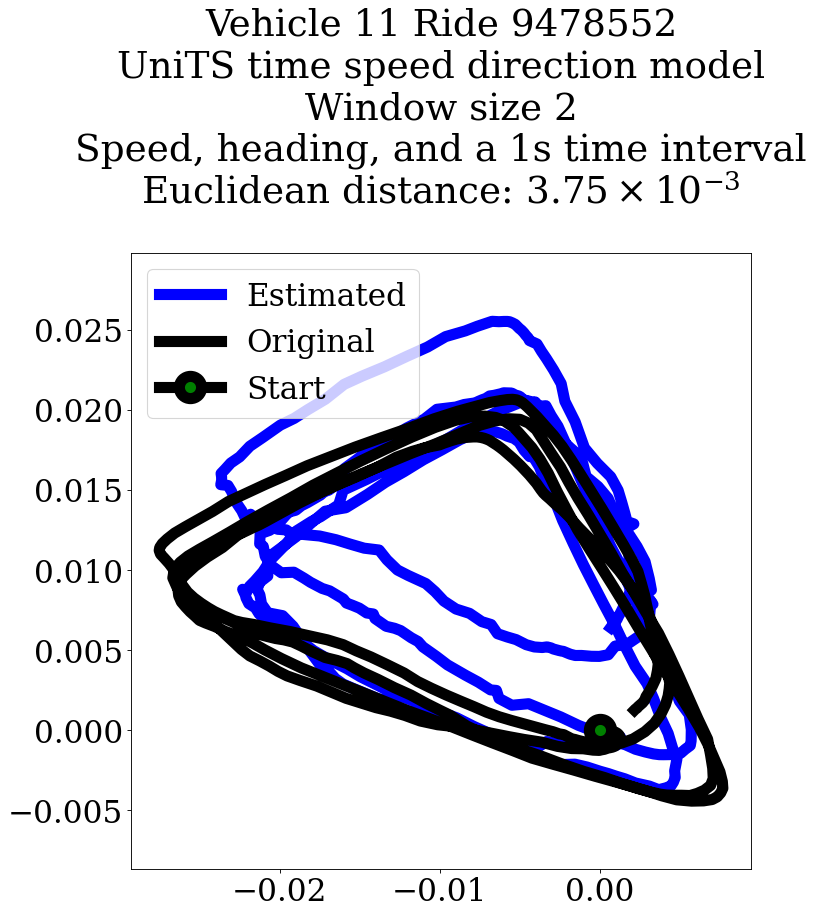 Vehicle 11 Ride 9478552
UniTS time speed direction model
Window size 2
Speed, heading, and a 1s time interval
Euclidean distance: 3.75 × 10⁻³
Estimated
Original
Start
0.025
0.020
0.015
0.010
0.005
0.000
−0.005
−0.02 −0.01 0.00